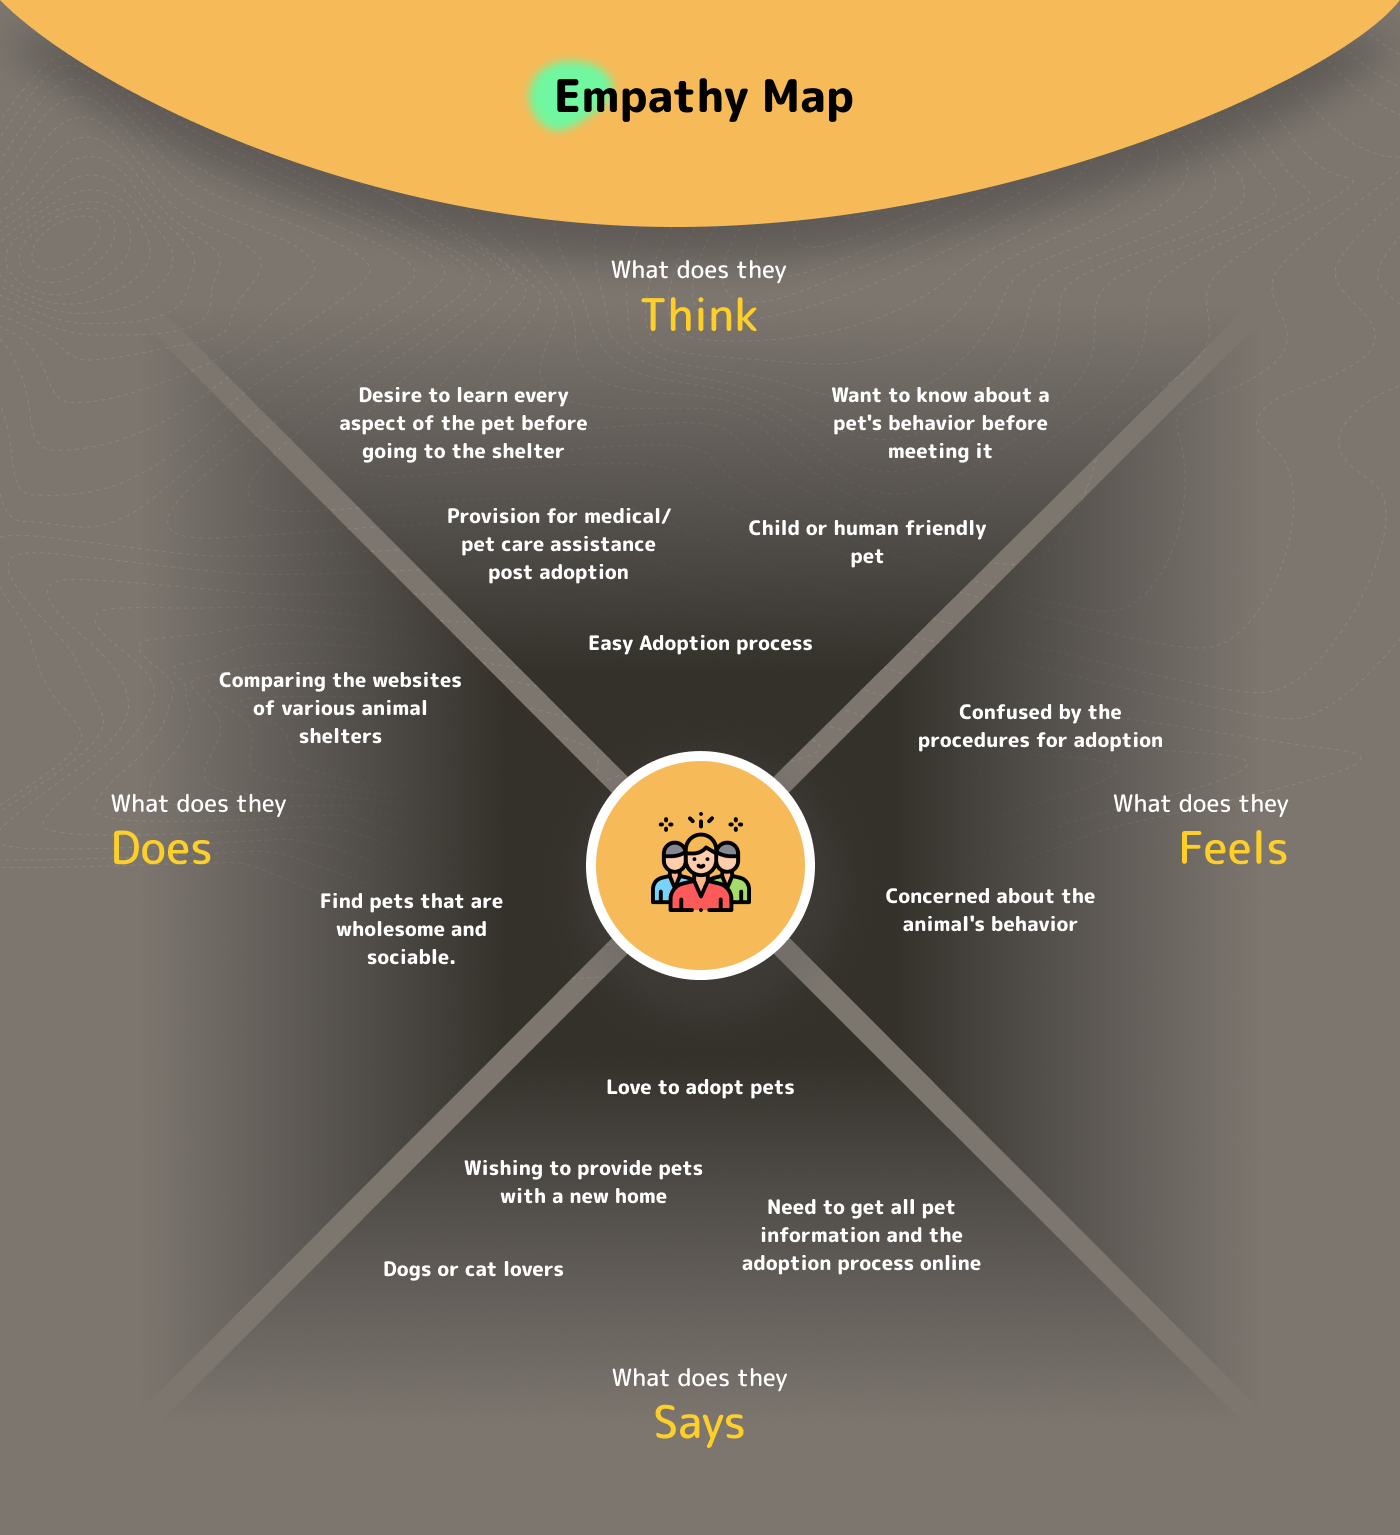 Empathy Map
What does they
Think
Desire to learn every
aspect of the pet before
going to the shelter
Want to know about a
pet's behavior before
meeting it
Provision for medical/
pet care assistance
post adoption
Child or human friendly
pet
Easy Adoption process
Comparing the websites
of various animal
shelters
What does they
Does
Find pets that are
wholesome and
sociable.
Confused by the
procedures for adoption
What does they
Feels
Concerned about the
animal's behavior
Love to adopt pets
Wishing to provide pets
with a new home
Need to get all pet
information and the
adoption process online
Dogs or cat lovers
What does they
Says